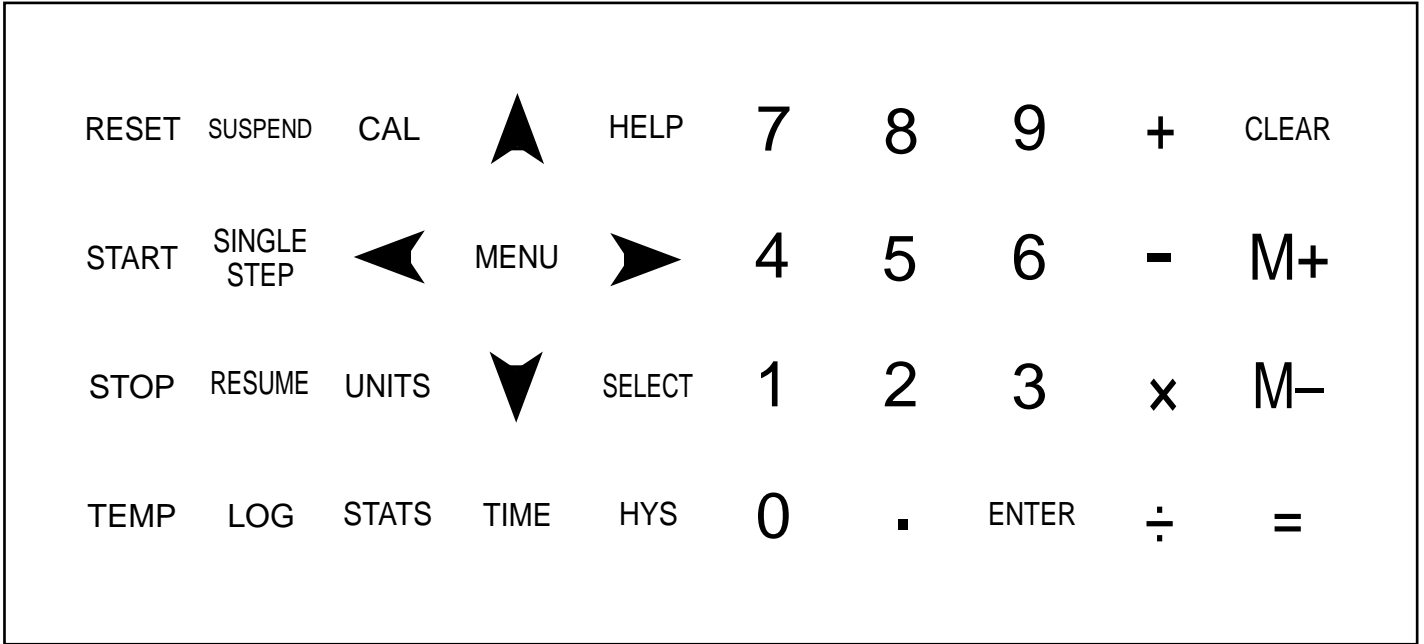 RESET SUSPEND CAL HELP 7 8 9 + CLEAR
START SINGLE STEP MENU 4 5 6 - M+
STOP RESUME UNITS SELECT 1 2 3 × M–
TEMP LOG STATS TIME HYS 0 . ENTER ÷ =